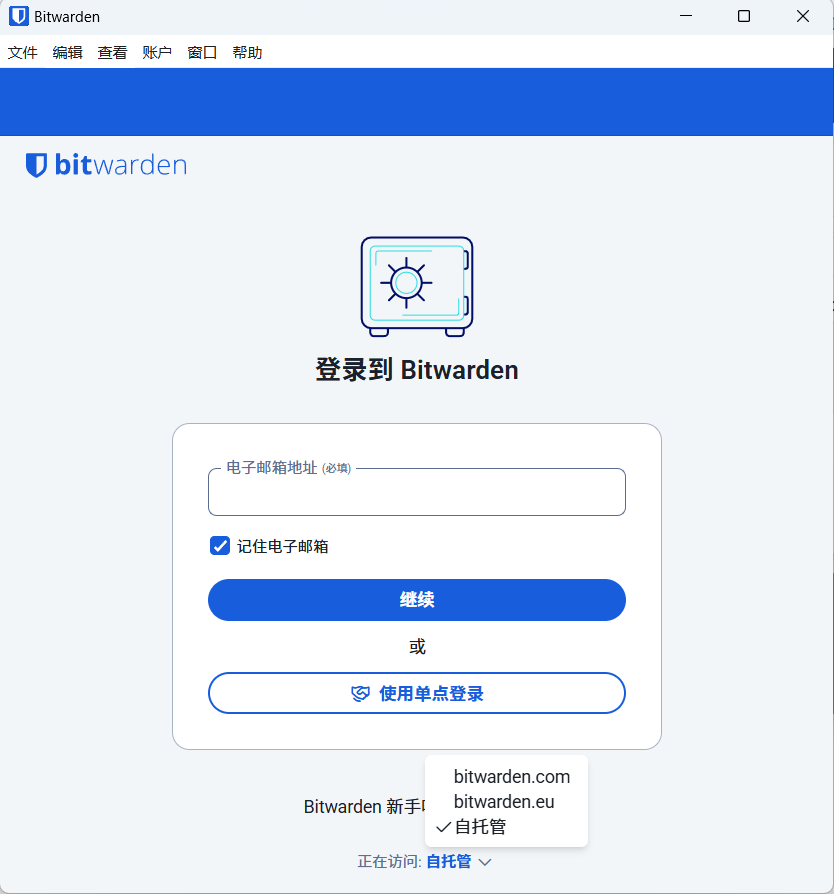 Bitwarden
文件 编辑 查看 账户 窗口 帮助
bitwarden
登录到 Bitwarden
电子邮箱地址 (必填)
记住电子邮箱
继续
或
使用单点登录
bitwarden.com
bitwarden.eu
Bitwarden 新手
自托管
正在访问: 自托管